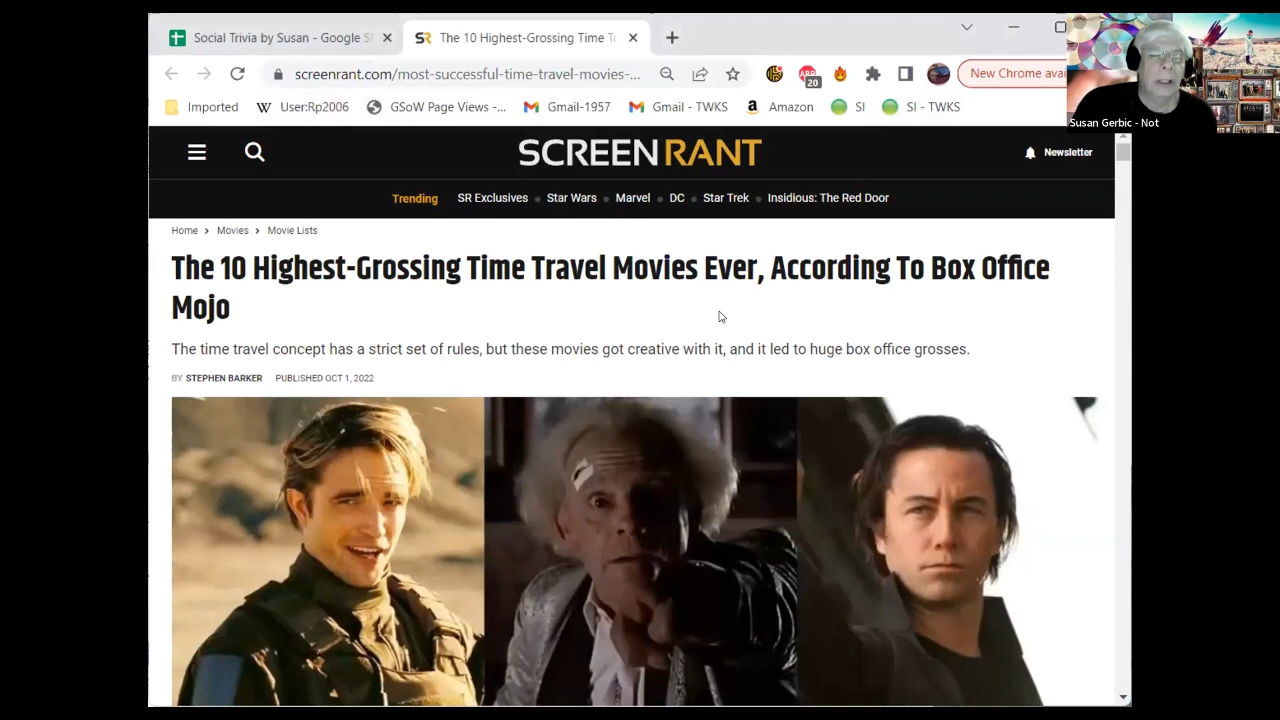 Social Trivia by Susan - Google S
The 10 Highest-Grossing Time Tr
screenrant.com/most-successful-time-travel-movies-...
20
New Chrome avai
Imported
User:Rp2006
GSoW Page Views -...
Gmail-1957
Gmail - TWKS
Amazon
SI
SI - TWKS
Susan Gerbic - Not
SCREENRANT
Newsletter
Trending
SR Exclusives
Star Wars
Marvel
DC
Star Trek
Insidious: The Red Door
Home > Movies > Movie Lists
The 10 Highest-Grossing Time Travel Movies Ever, According To Box Office
Mojo
The time travel concept has a strict set of rules, but these movies got creative with it, and it led to huge box office grosses.
BY STEPHEN BARKER PUBLISHED OCT 1, 2022